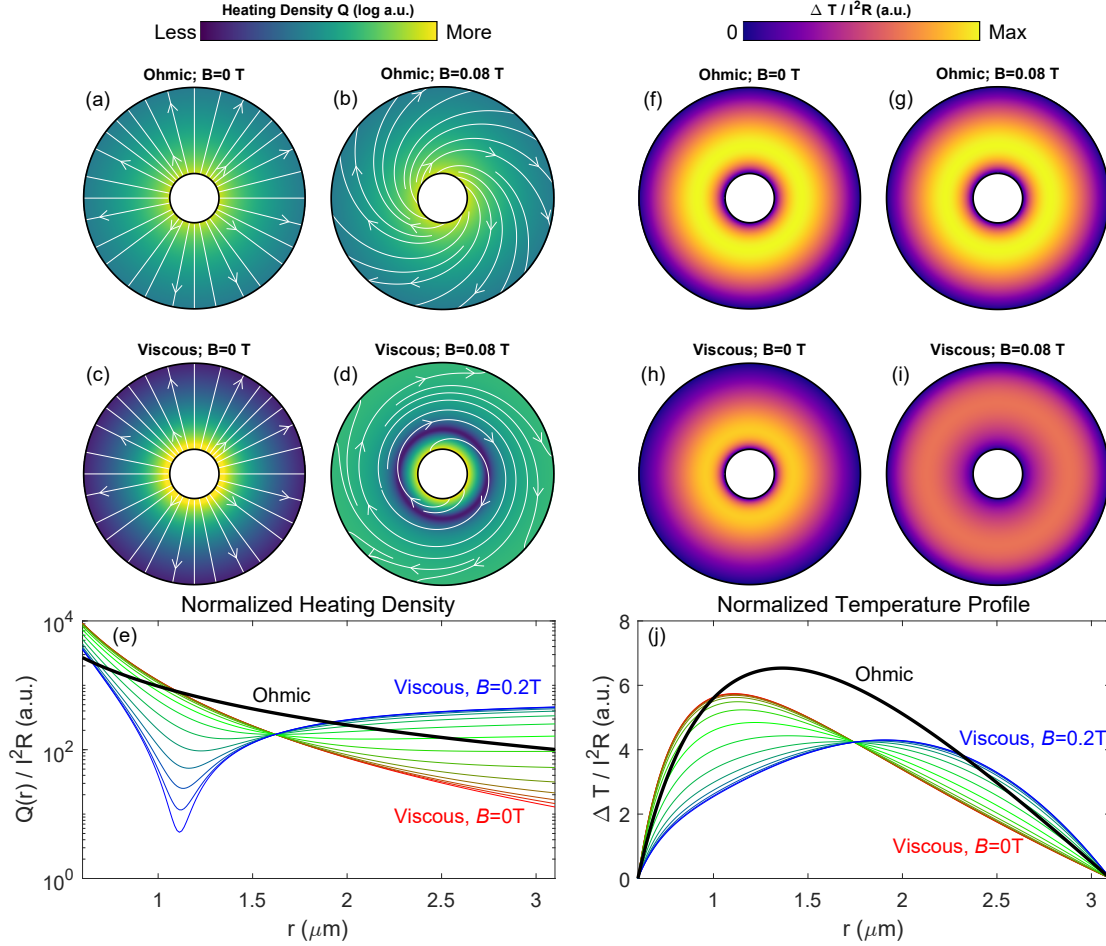 Heating Density Q (log a.u.)
Less More
Ohmic; B=0 T Ohmic; B=0.08 T
(a) (b)
Viscous; B=0 T Viscous; B=0.08 T
(c) (d)
Normalized Heating Density
(e)
Ohmic
Viscous, B=0.2T
Viscous, B=0T
Q(r) / I²R (a.u.)
10⁴
10²
10⁰
1 1.5 2 2.5 3
r (μm)
Δ T / I²R (a.u.)
0 Max
Ohmic; B=0 T Ohmic; B=0.08 T
(f) (g)
Viscous; B=0 T Viscous; B=0.08 T
(h) (i)
Normalized Temperature Profile
(j)
Ohmic
Viscous, B=0.2T
Viscous, B=0T
Δ T / I²R (a.u.)
8
6
4
2
0
1 1.5 2 2.5 3
r (μm)